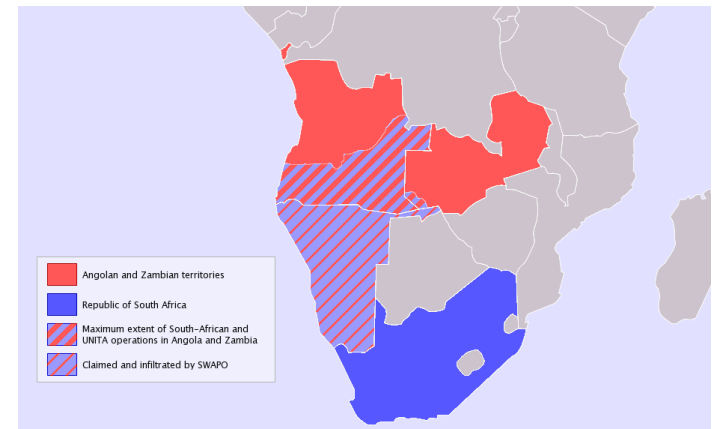 Angolan and Zambian territories
Republic of South Africa
Maximum extent of South-African and
UNITA operations in Angola and Zambia
Claimed and infiltrated by SWAPO